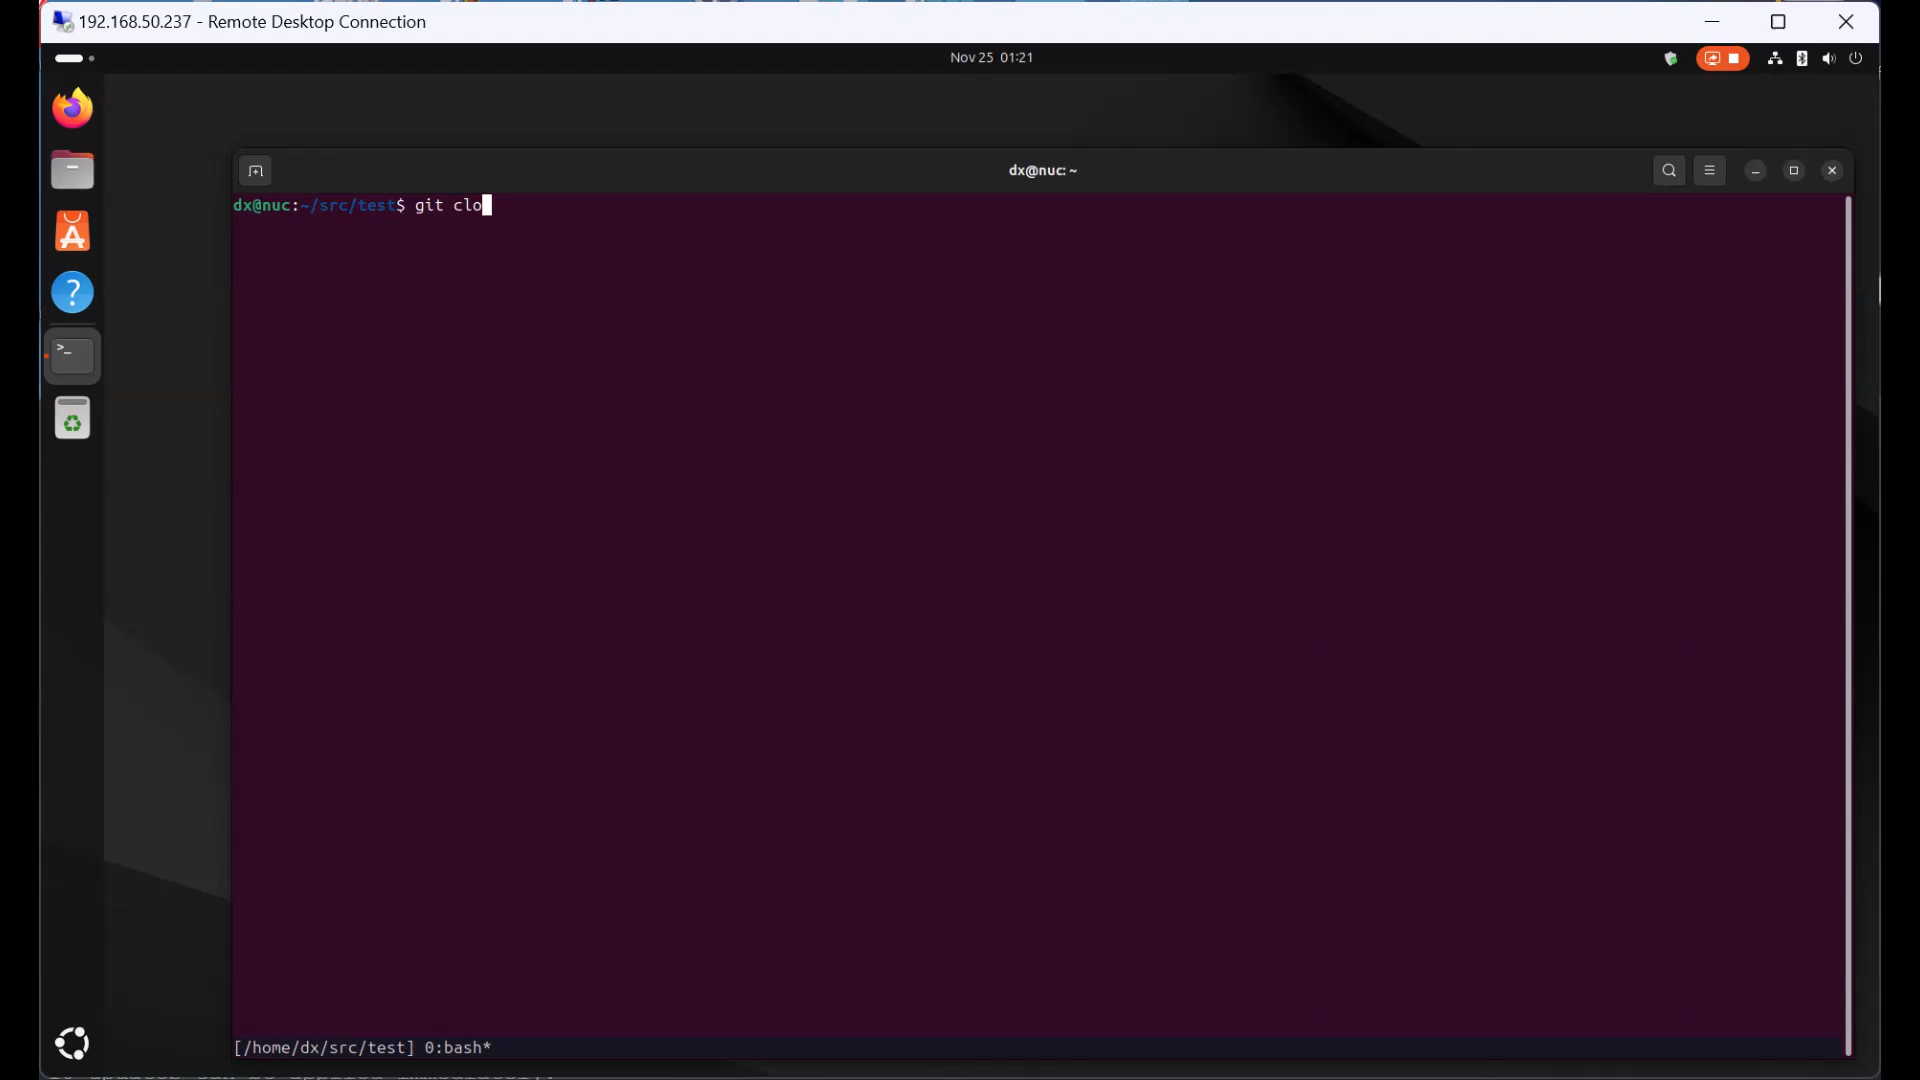 192.168.50.237 - Remote Desktop Connection
Nov 25 01:21
dx@nuc: ~
dx@nuc:~/src/test$ git clo
[/home/dx/src/test] 0:bash*